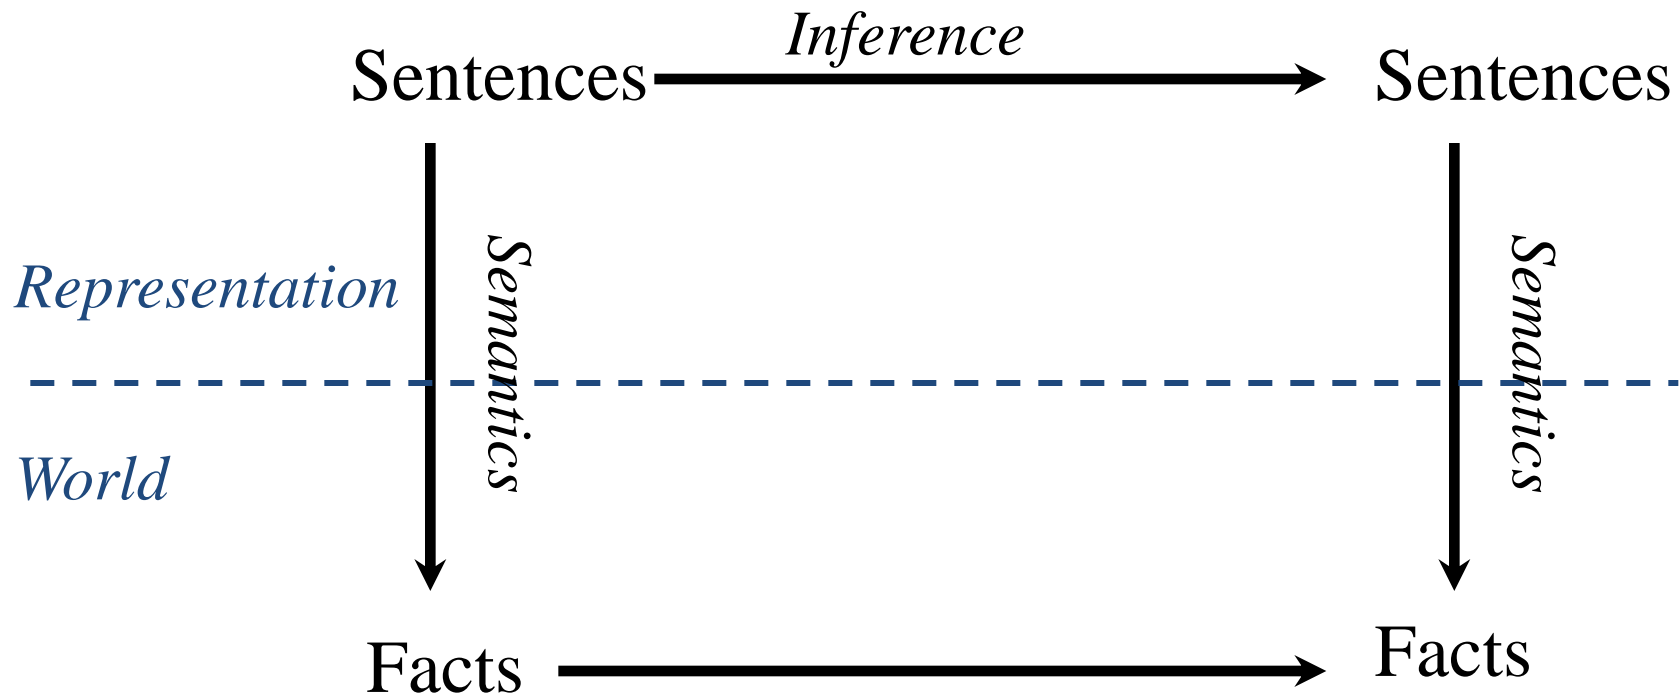 Inference
Sentences
Sentences
Semantics
Semantics
Representation
World
Facts
Facts